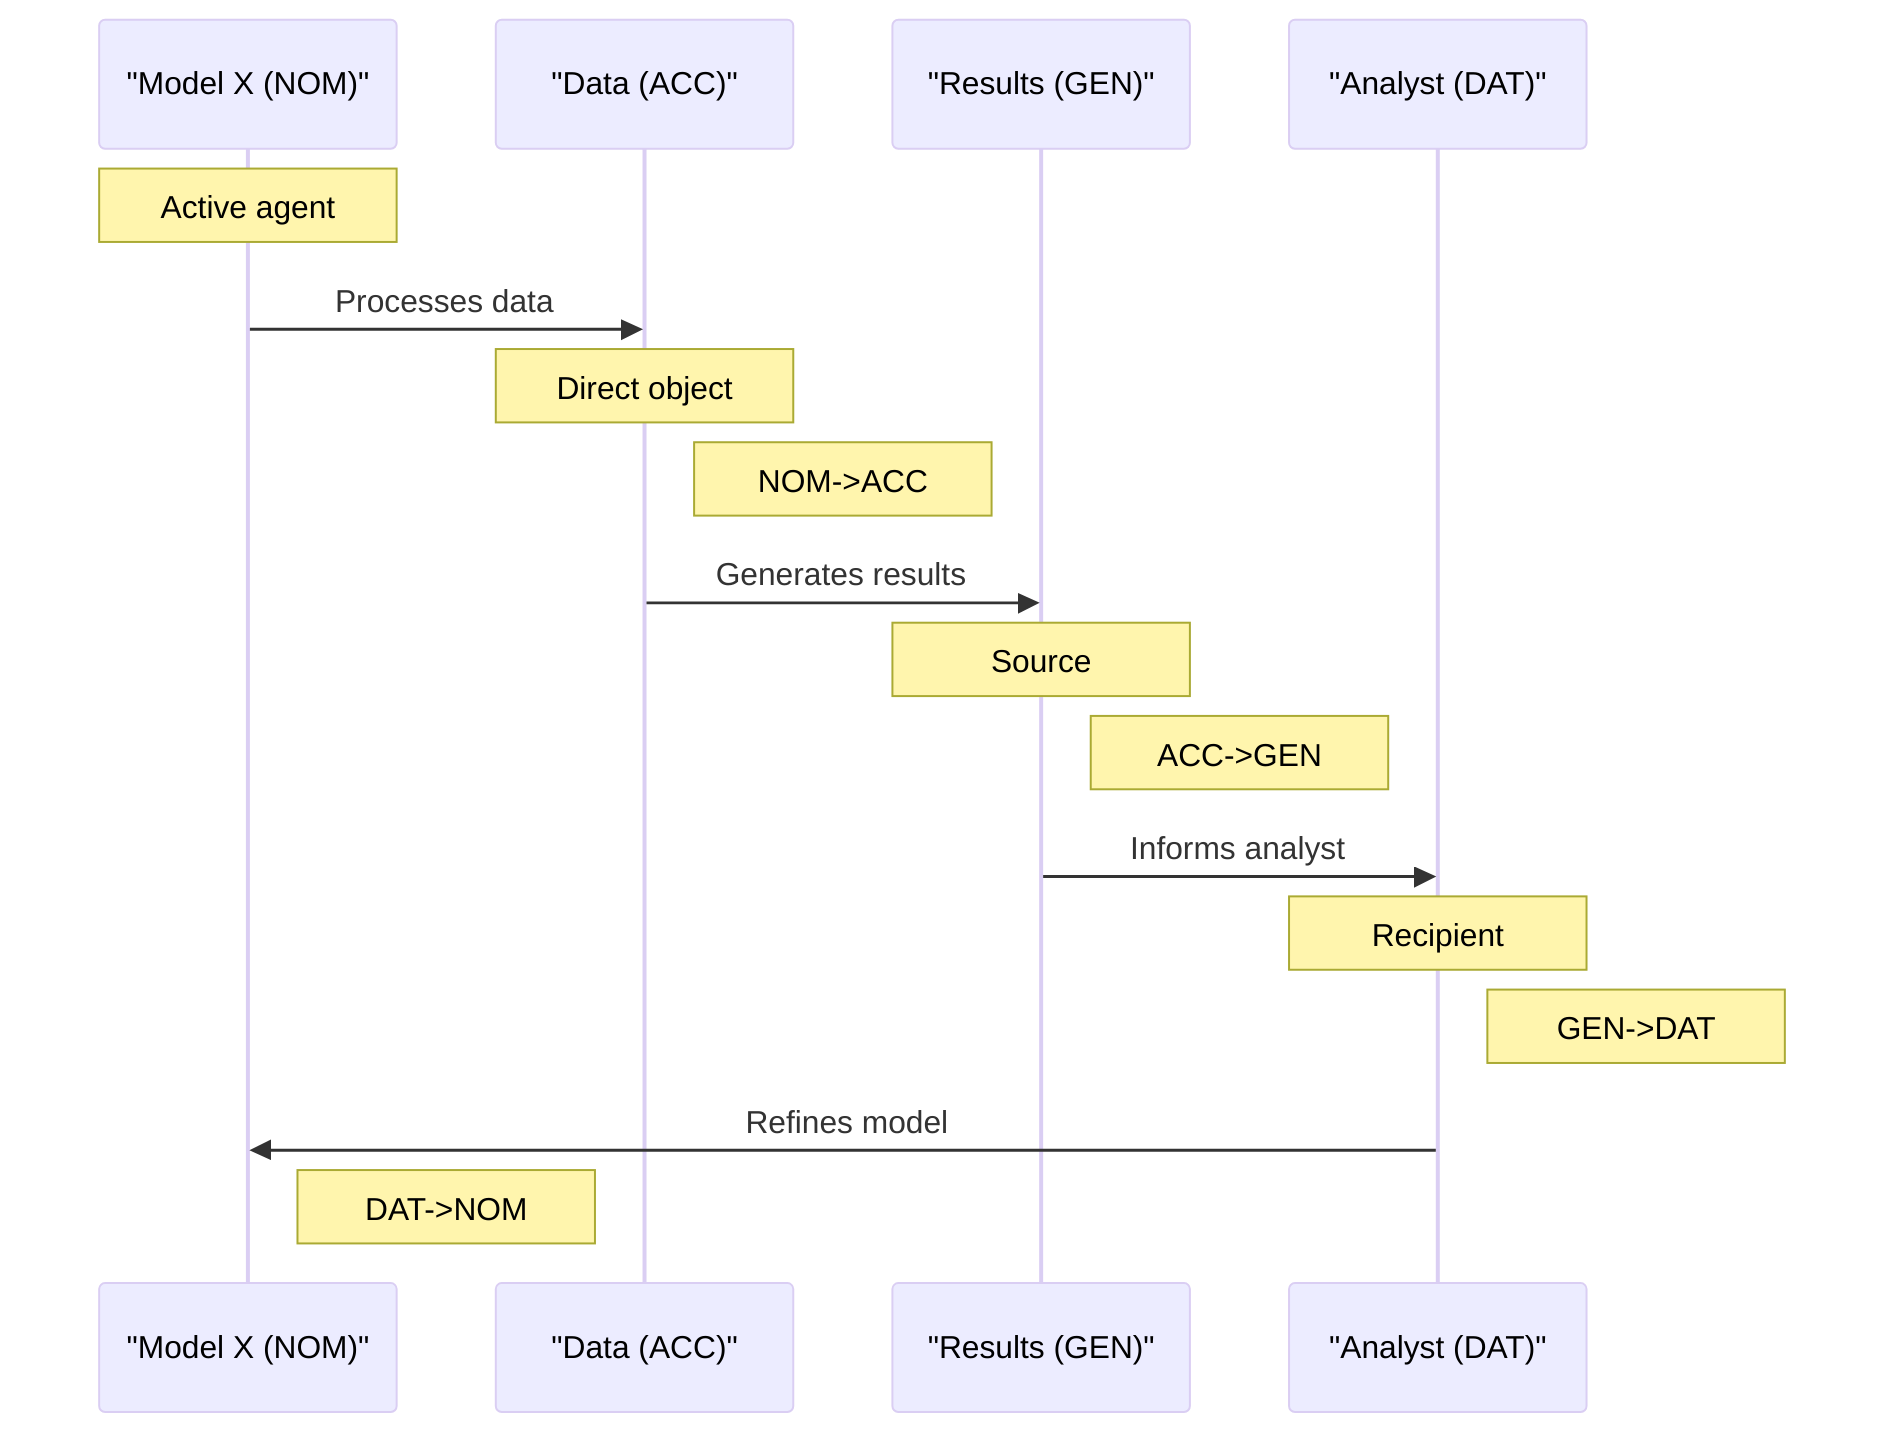 "Model X (NOM)"
"Data (ACC)"
"Results (GEN)"
"Analyst (DAT)"
Active agent
Processes data
Direct object
NOM->ACC
Generates results
Source
ACC->GEN
Informs analyst
Recipient
GEN->DAT
Refines model
DAT->NOM
"Model X (NOM)"
"Data (ACC)"
"Results (GEN)"
"Analyst (DAT)"